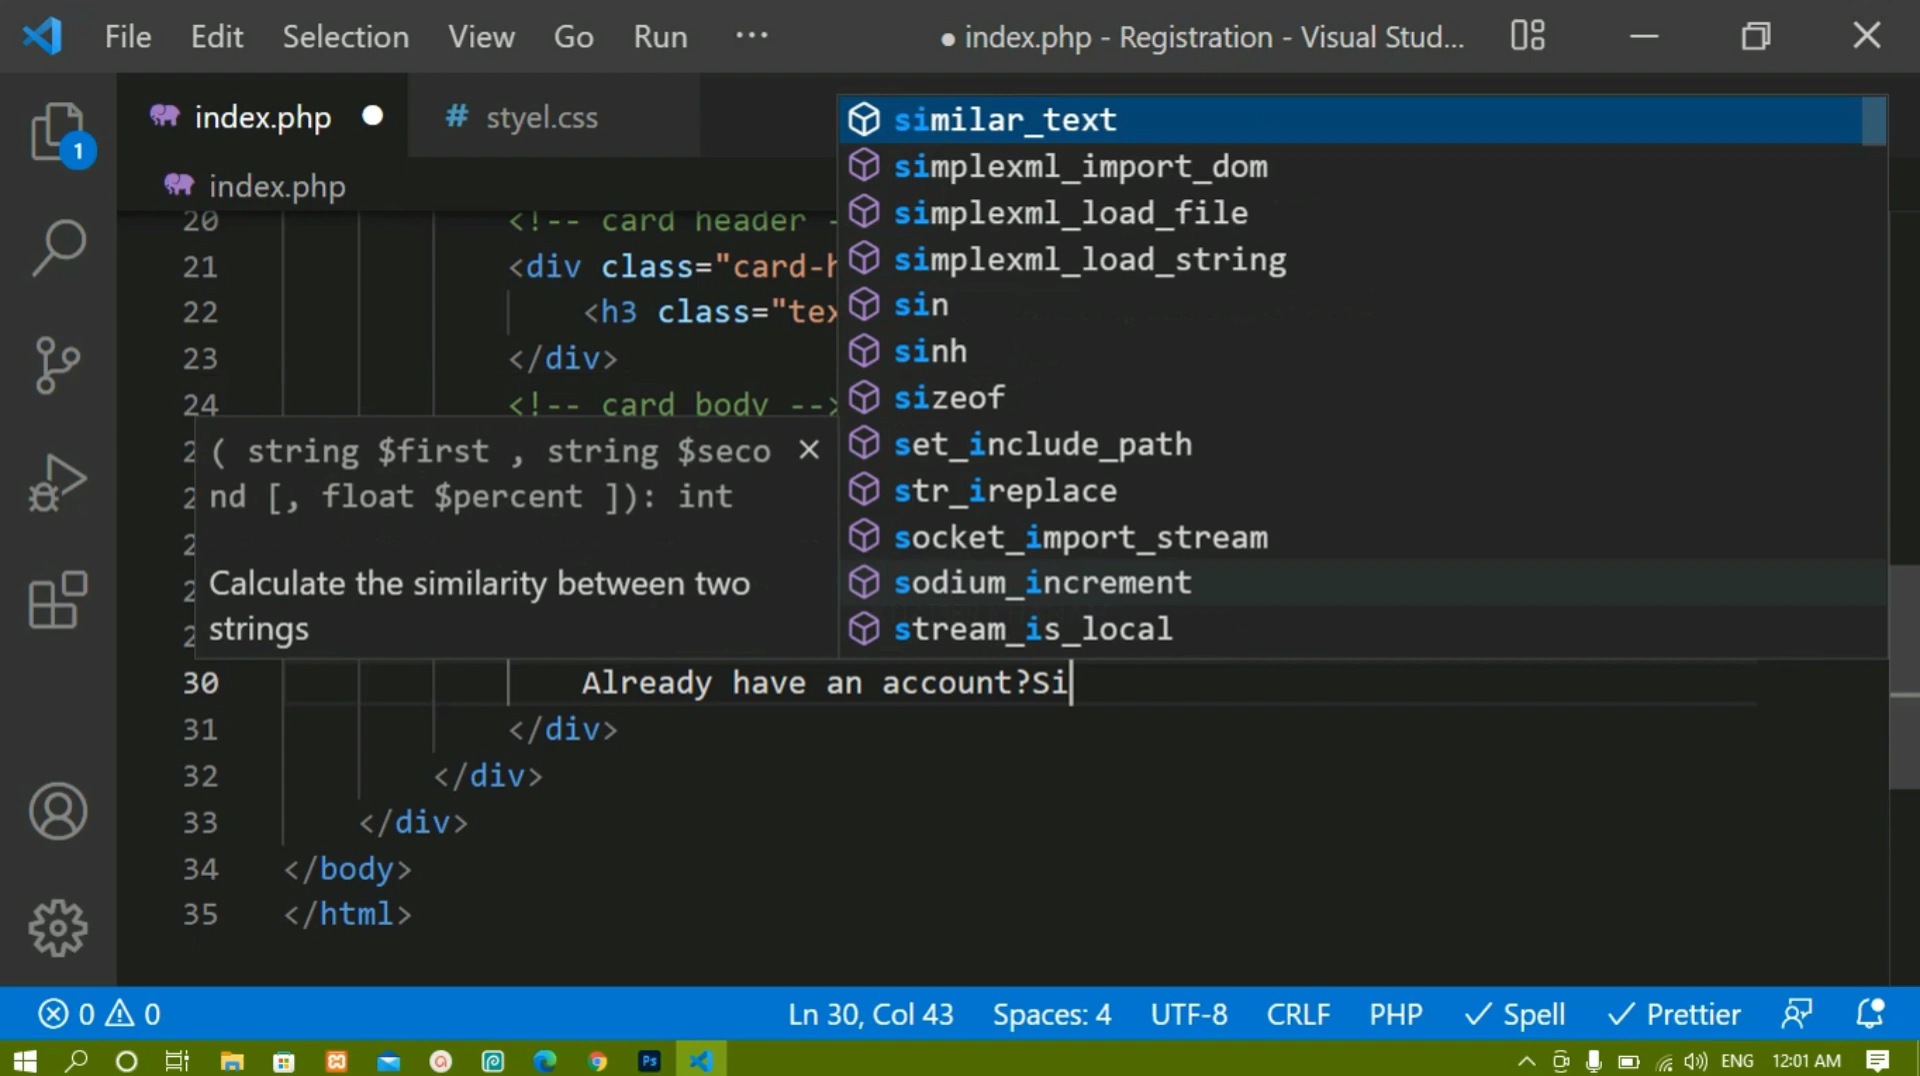 File Edit Selection View Go Run ··· ● index.php - Registration - Visual Stud...
index.php ● # styel.css
index.php
20 <!-- card header -
21 <div class="card-h
22 <h3 class="tex
23 </div>
24 <!-- card body -->
( string $first , string $seco ×
nd [, float $percent ]): int
Calculate the similarity between two
strings
similar_text
simplexml_import_dom
simplexml_load_file
simplexml_load_string
sin
sinh
sizeof
set_include_path
str_ireplace
socket_import_stream
sodium_increment
stream_is_local
30 Already have an account?Si
31 </div>
32 </div>
33 </div>
34 </body>
35 </html>
1
0 0 Ln 30, Col 43 Spaces: 4 UTF-8 CRLF PHP Spell Prettier
Ps ENG 12:01 AM